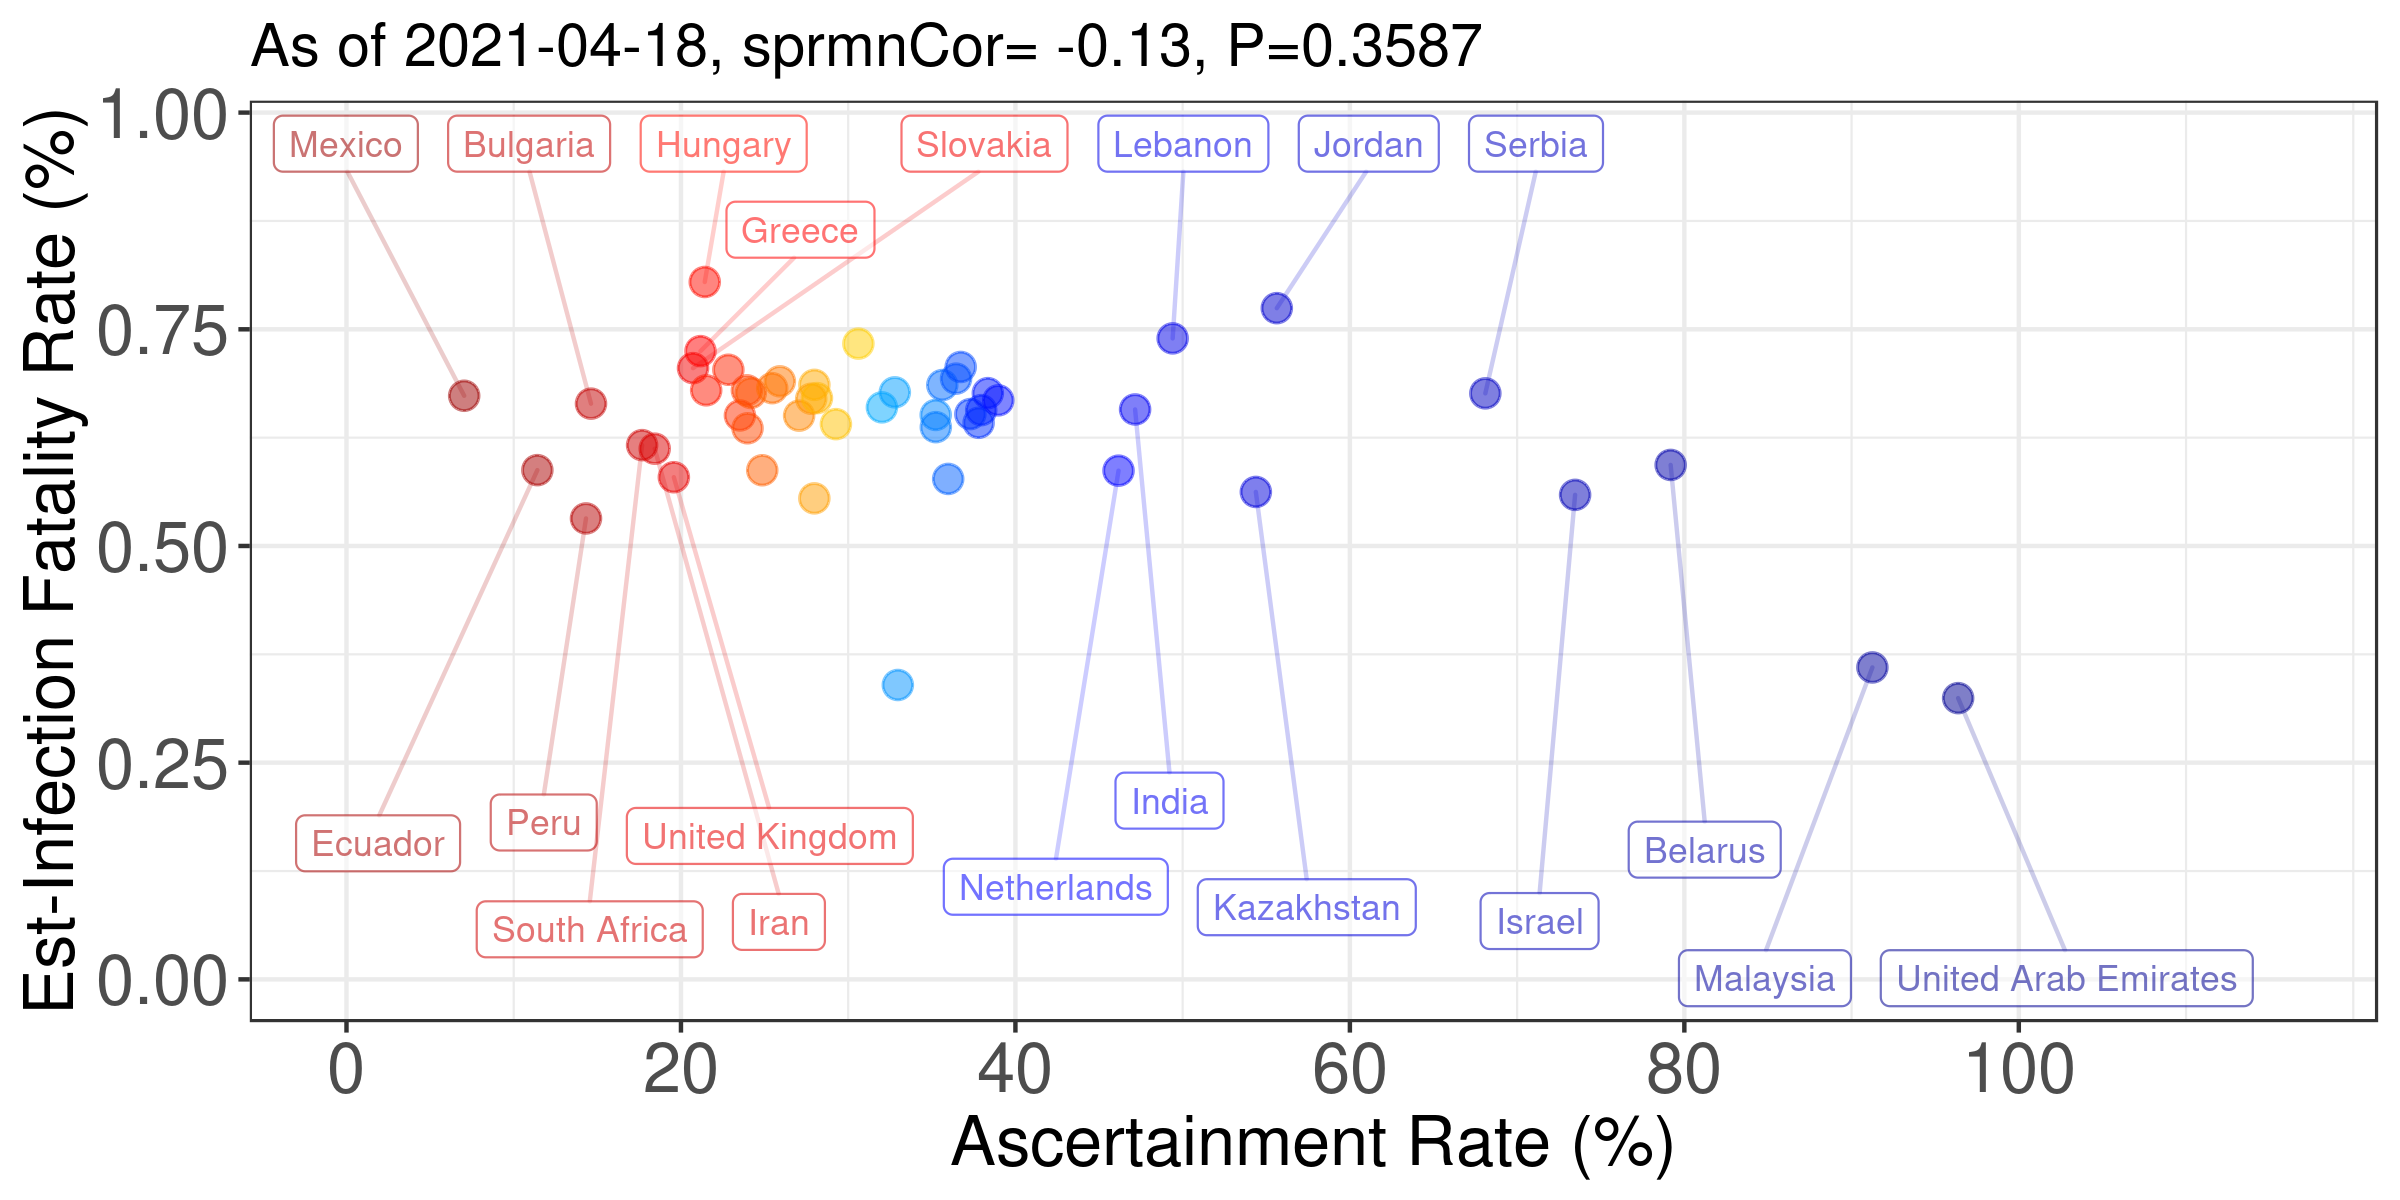 As of 2021-04-18, sprmnCor= -0.13, P=0.3587
Est-Infection Fatality Rate (%)
1.00
0.75
0.50
0.25
0.00
Mexico
Bulgaria
Hungary
Slovakia
Lebanon
Jordan
Serbia
Greece
India
Peru
United Kingdom
Ecuador
Belarus
Netherlands
Kazakhstan
South Africa
Iran
Israel
Malaysia
United Arab Emirates
0
20
40
60
80
100
Ascertainment Rate (%)